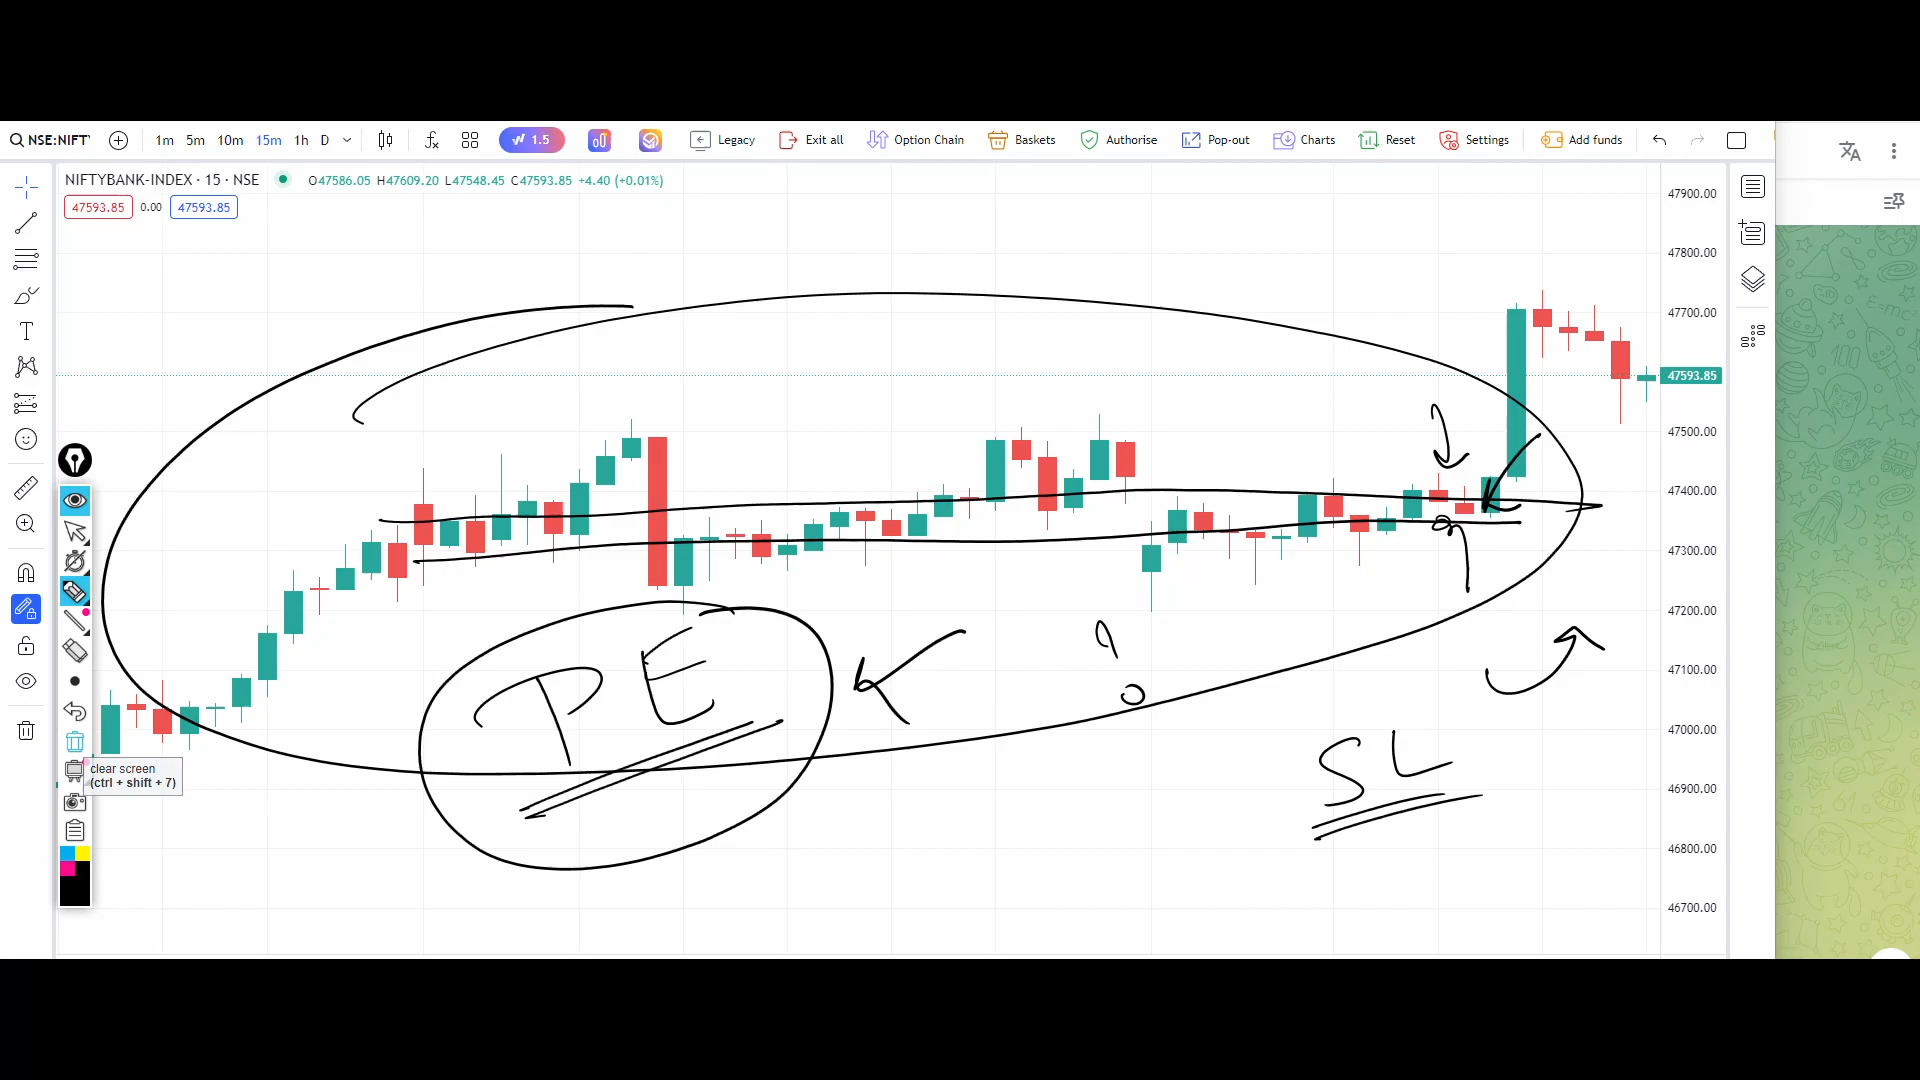 NSE:NIFTY 1m 5m 10m 15m 1h D 1.5 Legacy Exit all Option Chain Baskets Authorise Pop-out Charts Reset Settings Add funds
NIFTYBANK-INDEX · 15 · NSE O47586.05 H47609.20 L47548.45 C47593.85 +4.40 (+0.01%)
47593.85 0.00 47593.85
47900.00
47800.00
47700.00
47593.85
47500.00
47400.00
47300.00
47200.00
47100.00
47000.00
46900.00
46800.00
46700.00
PE
SL
clear screen
(ctrl + shift + 7)